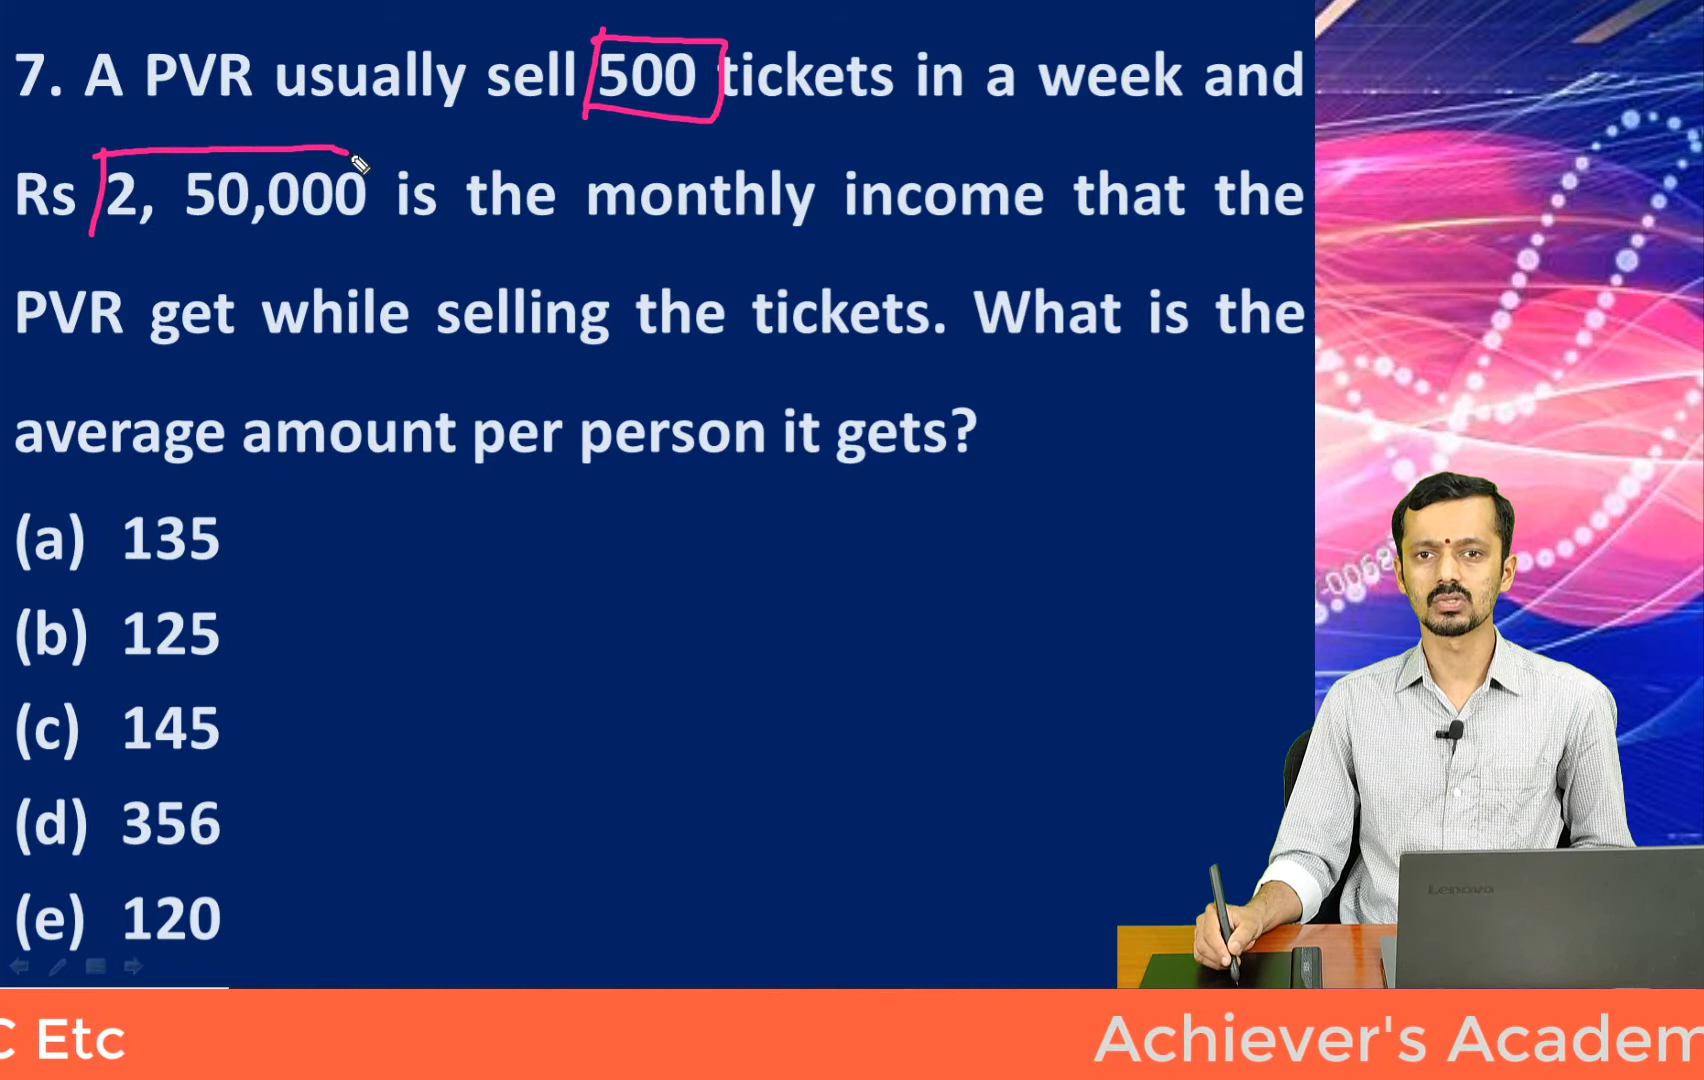 7. A PVR usually sell 500 tickets in a week and
Rs 2, 50,000 is the monthly income that the
PVR get while selling the tickets. What is the
average amount per person it gets?
(a) 135
(b) 125
(c) 145
(d) 356
(e) 120
-0068
Lenovo
C Etc
Achiever's Academ